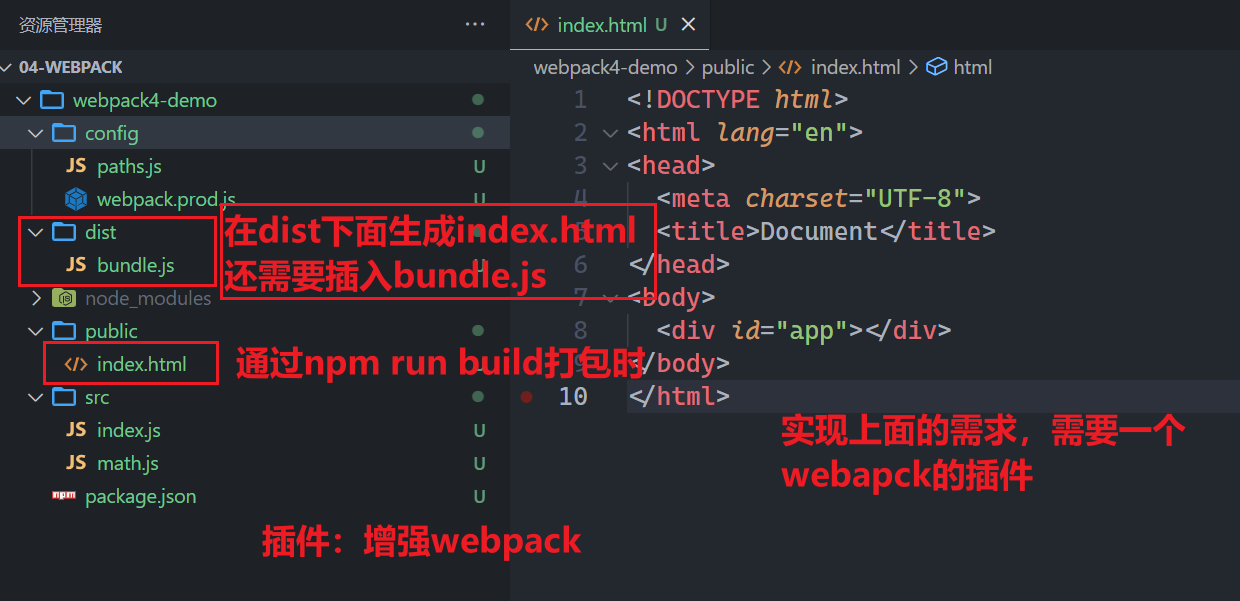 资源管理器 ···
index.html U ×
04-WEBPACK
webpack4-demo > public > index.html > html
webpack4-demo
config
JS paths.js U
webpack.prod.js U
dist
JS bundle.js U
node_modules
public
index.html
src
JS index.js U
JS math.js U
npm package.json U
在dist下面生成index.html
还需要插入bundle.js
通过npm run build打包时
插件：增强webpack
1 <!DOCTYPE html>
2 <html lang="en">
3 <head>
4 <meta charset="UTF-8">
<title>Document</title>
6 </head>
7 <body>
8 <div id="app"></div>
9 </body>
10 </html>
实现上面的需求，需要一个
webapck的插件